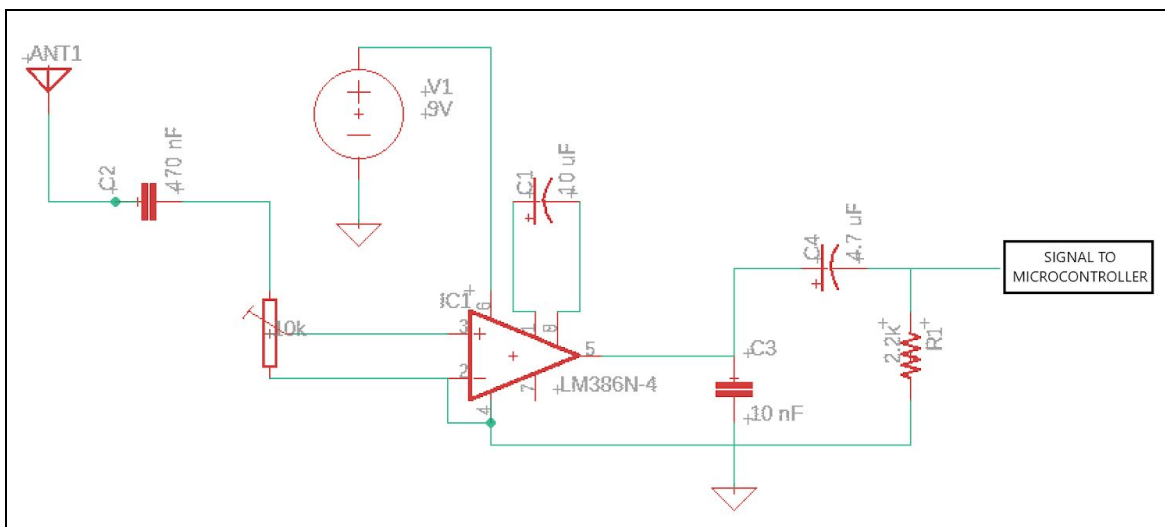 ANT1
V1
9V
C2
470 nF
C1
10 uF
C4
4.7 uF
SIGNAL TO
MICROCONTROLLER
IC1
6
10k
3
1
8
5
2
7
4
LM386N-4
C3
10 nF
2.2k
R1